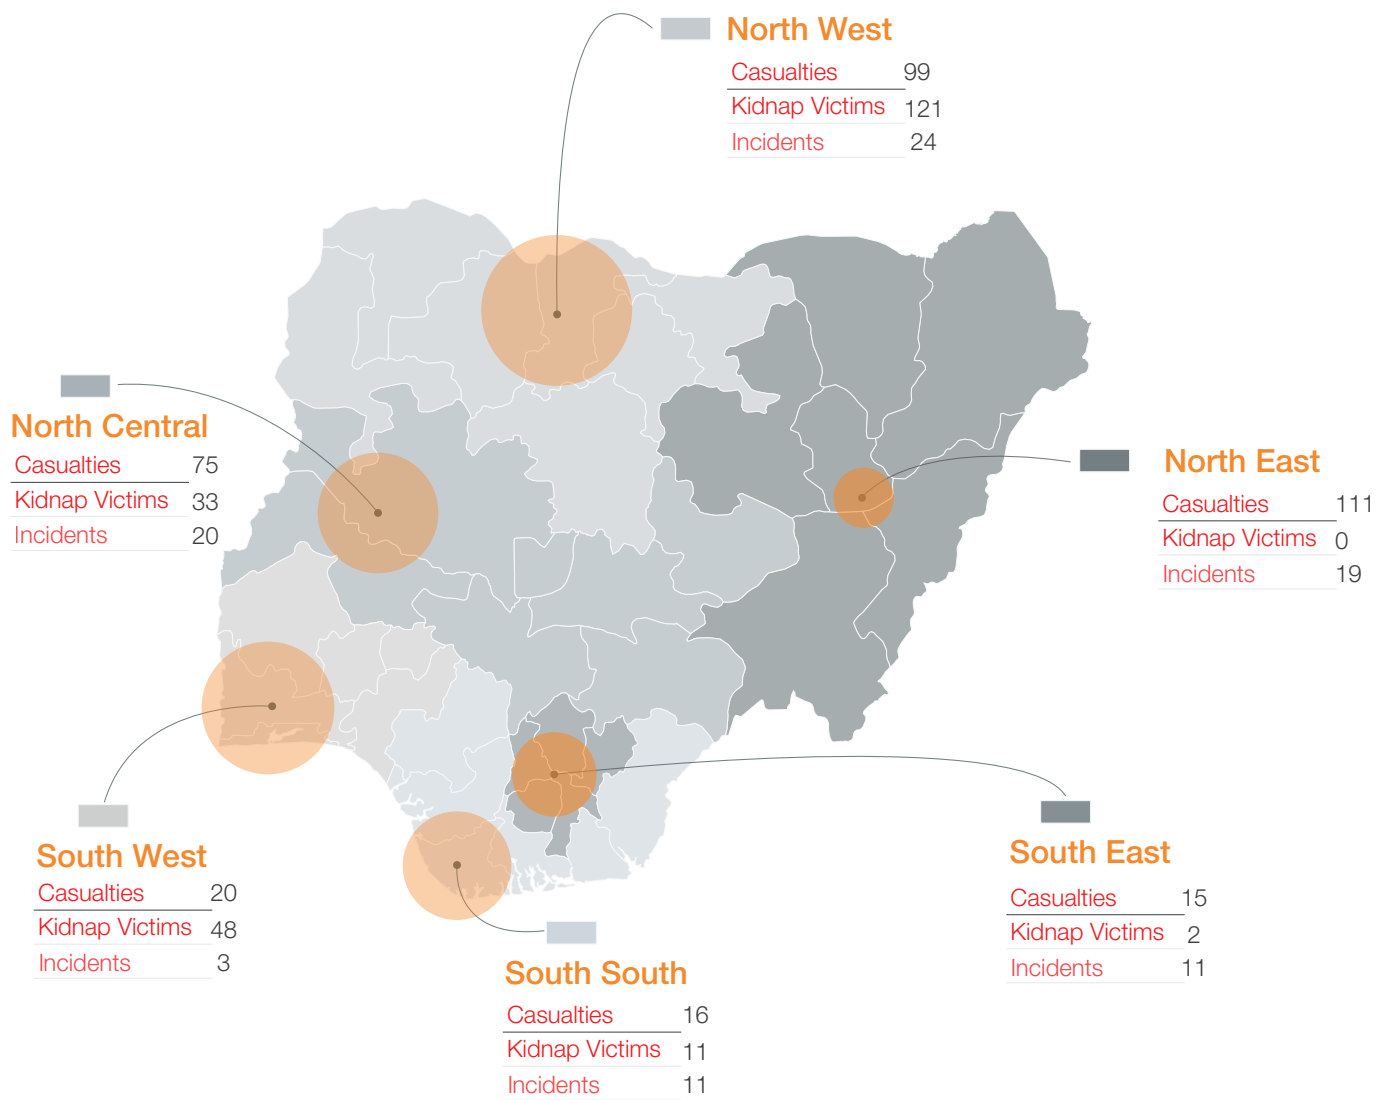 North West
Casualties 99
Kidnap Victims 121
Incidents 24
North Central
Casualties 75
Kidnap Victims 33
Incidents 20
North East
Casualties 111
Kidnap Victims 0
Incidents 19
South West
Casualties 20
Kidnap Victims 48
Incidents 3
South East
Casualties 15
Kidnap Victims 2
Incidents 11
South South
Casualties 16
Kidnap Victims 11
Incidents 11